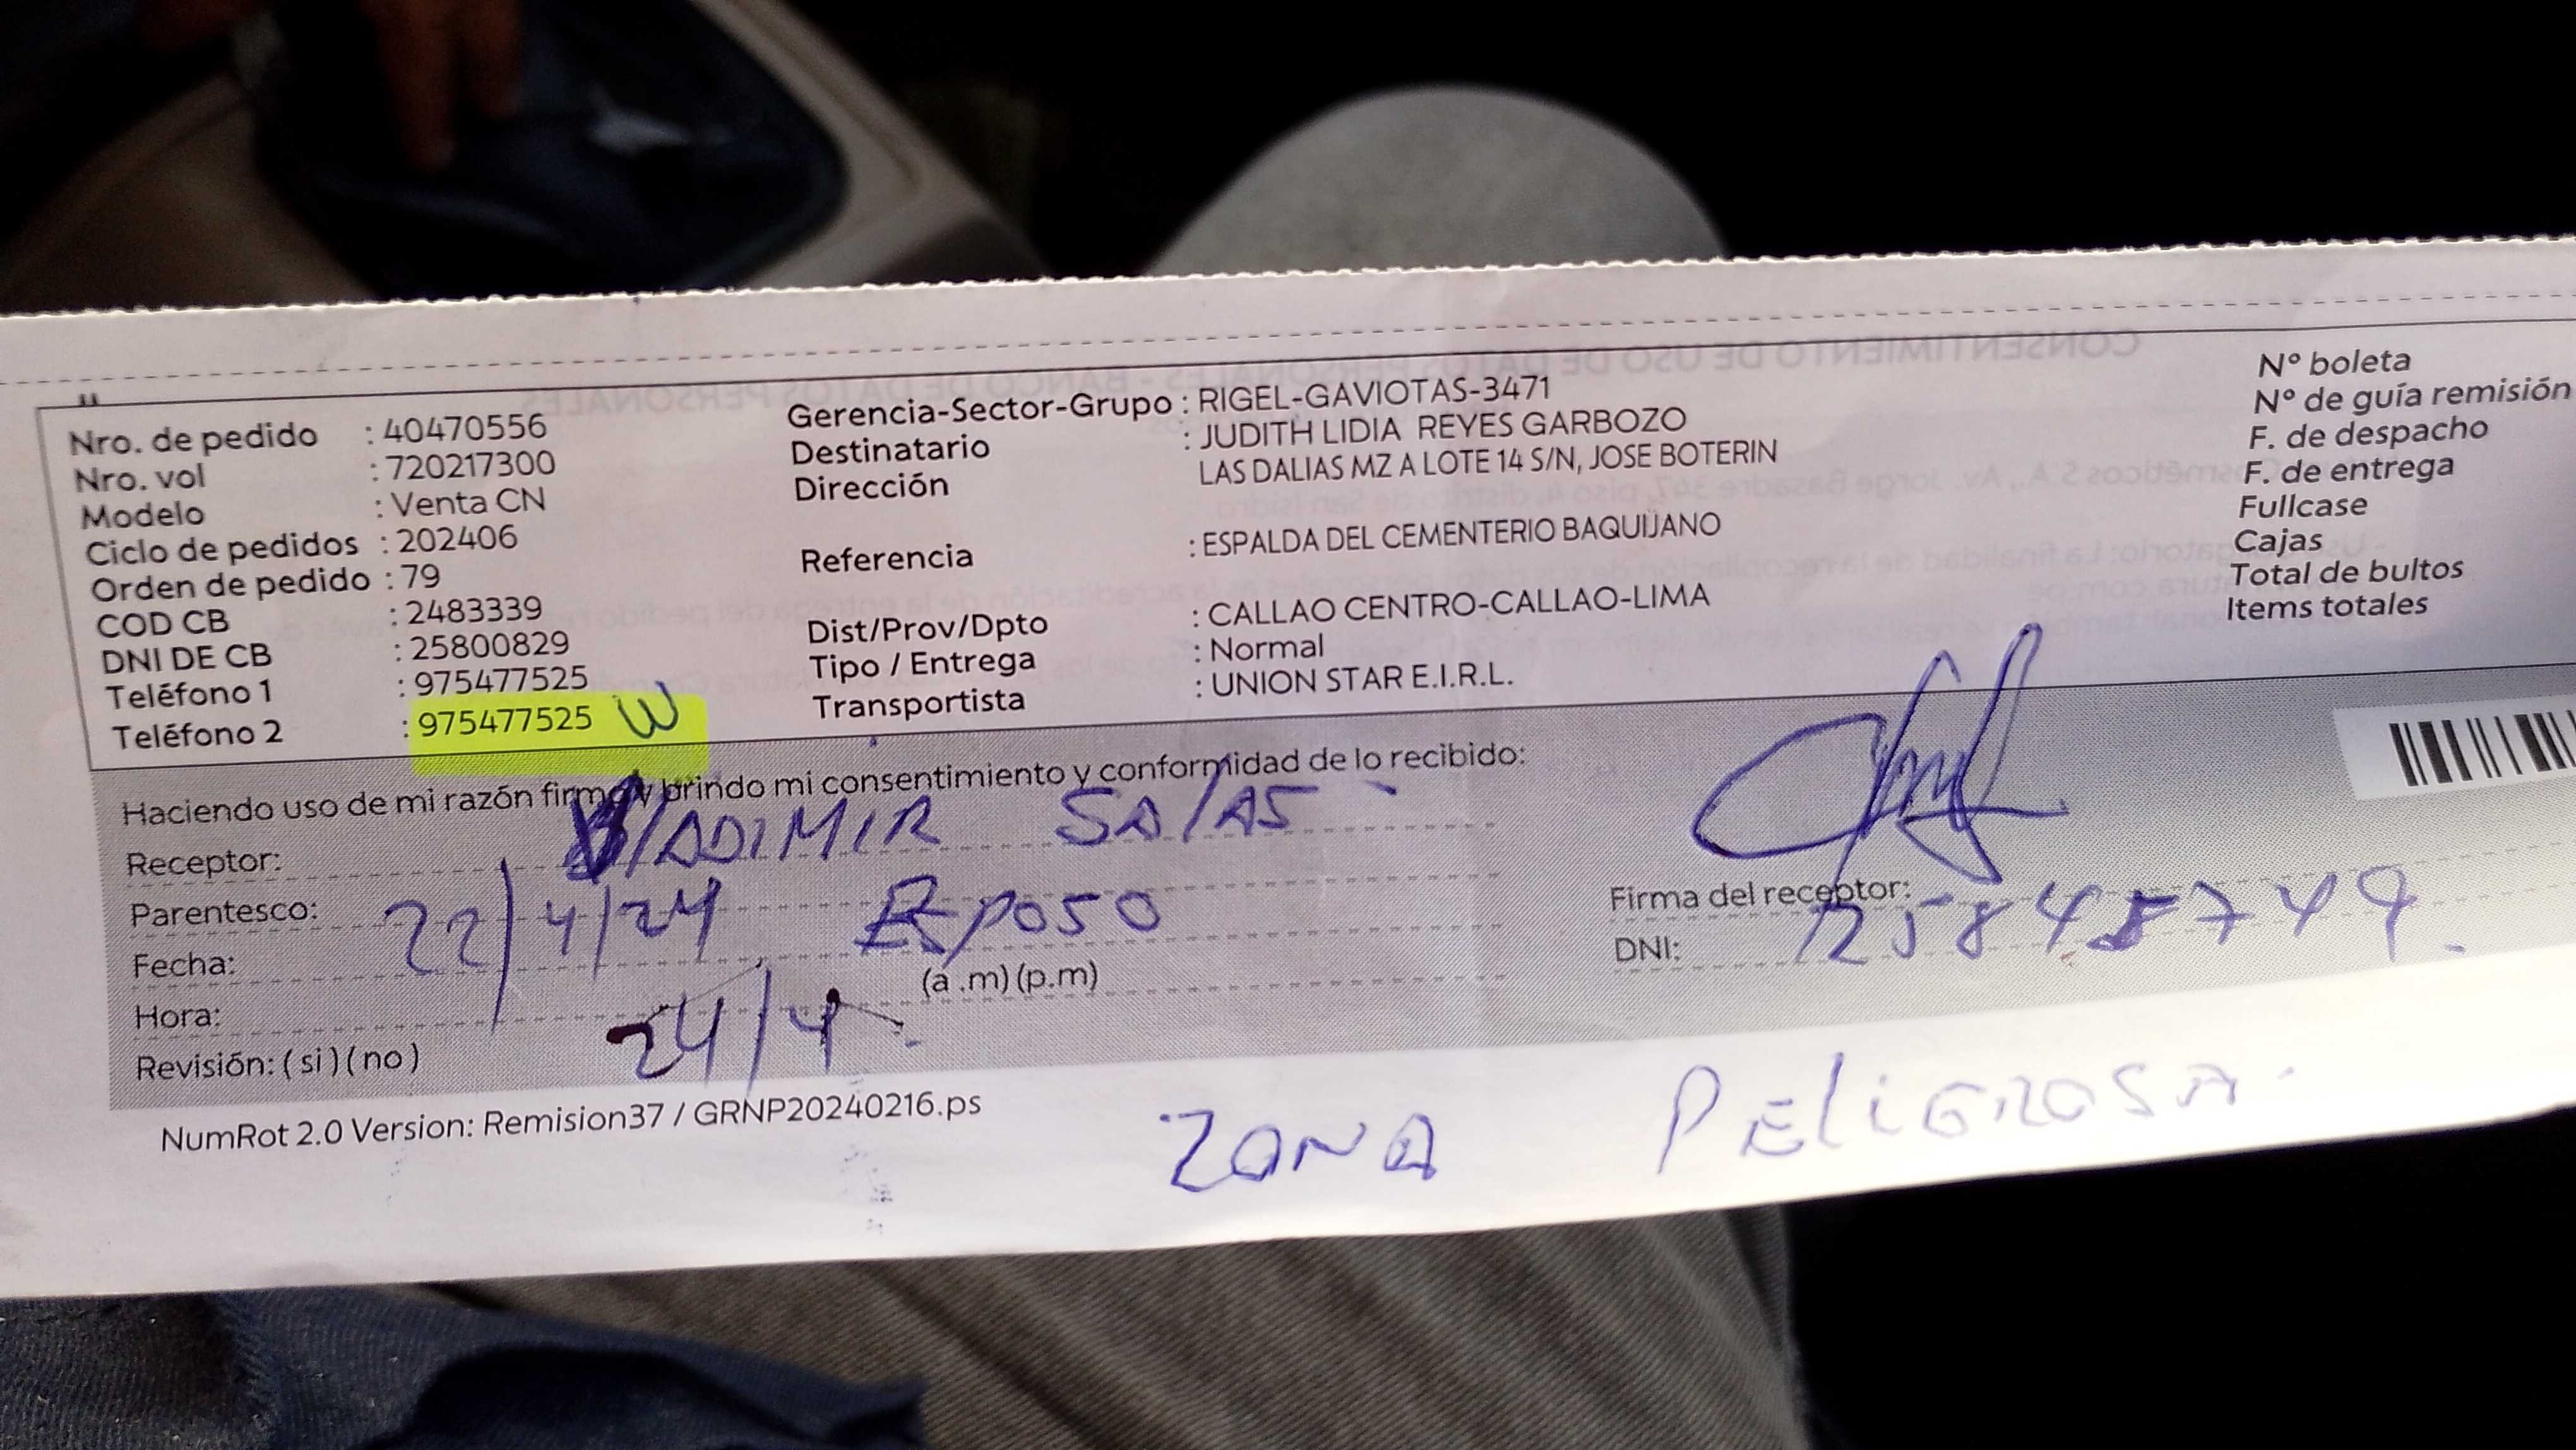 Nro. de pedido : 40470556
Nro. vol : 720217300
Modelo : Venta CN
Ciclo de pedidos : 202406
Orden de pedido : 79
COD CB : 2483339
DNI DE CB : 25800829
Teléfono 1 : 975477525
Teléfono 2 : 975477525 W
Gerencia-Sector-Grupo : RIGEL-GAVIOTAS-3471
Destinatario : JUDITH LIDIA REYES GARBOZO
Dirección LAS DALIAS MZ A LOTE 14 S/N, JOSE BOTERIN
Referencia : ESPALDA DEL CEMENTERIO BAQUIJANO
Dist/Prov/Dpto : CALLAO CENTRO-CALLAO-LIMA
Tipo / Entrega : Normal
Transportista : UNION STAR E.I.R.L.
N° boleta
N° de guía remisión
F. de despacho
F. de entrega
Fullcase
Cajas
Total de bultos
Items totales
Haciendo uso de mi razón firmo y brindo mi consentimiento y conformidad de lo recibido:
Receptor: VlADIMIR SAlAS
Parentesco: Esposo
Fecha: 22/4/24
Hora: (a .m) (p.m)
24/4
Revisión: ( si ) ( no )
Firma del receptor:
DNI: 25845749
NumRot 2.0 Version: Remision37 / GRNP20240216.ps
ZONA PEliGROSA